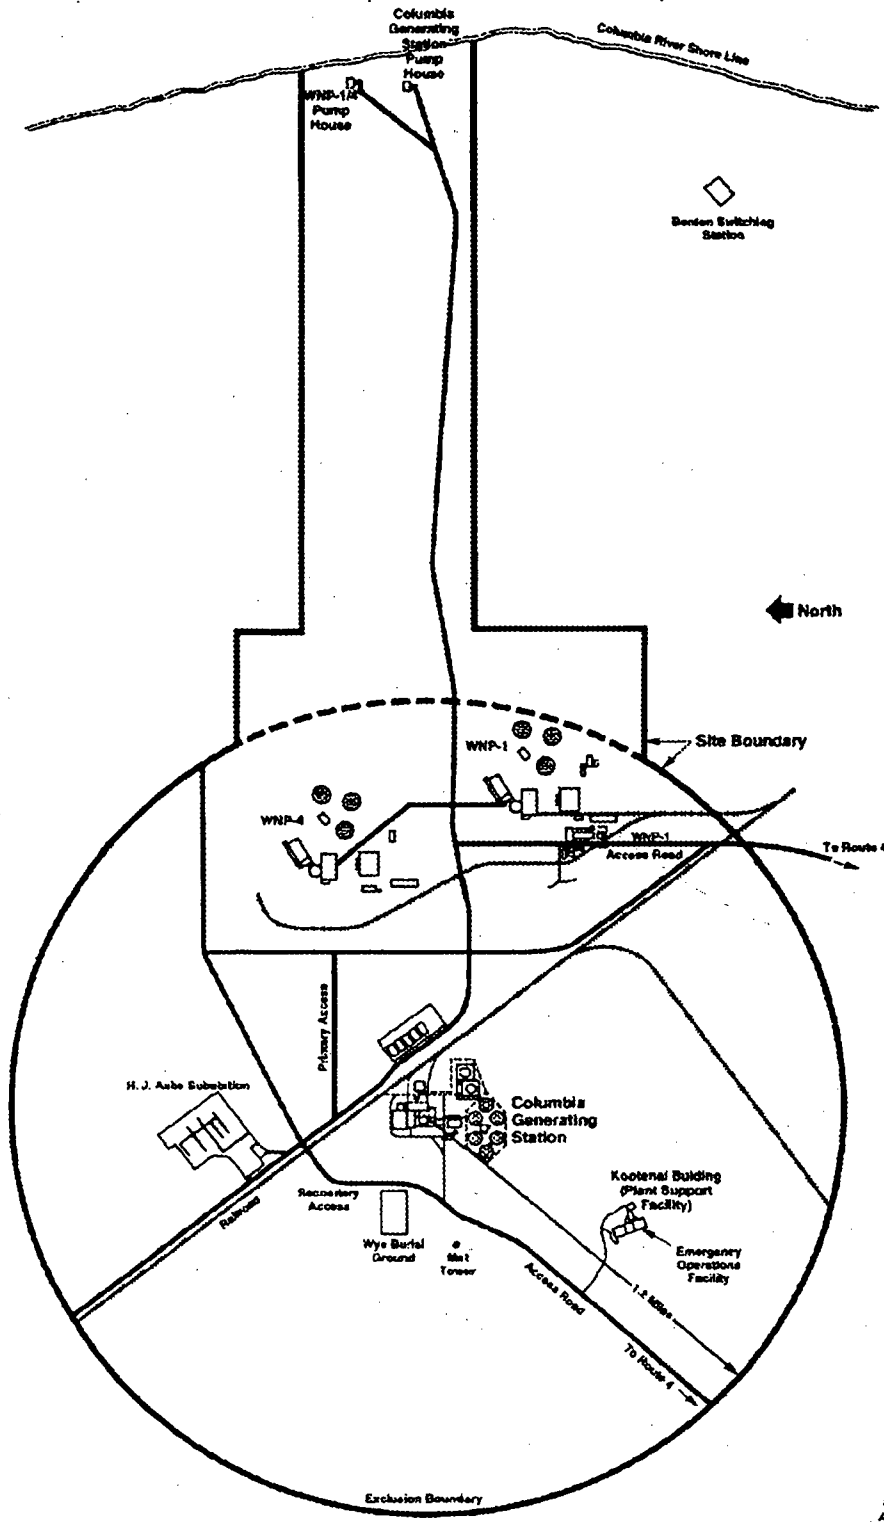 Columbia
Generating
Station
Pump
House
Columbia River Shore Line
WNP-1/4
Pump
House
Benton Switching
Station
North
WNP-1
Site Boundary
WNP-4
WNP-1
Access Road
To Route 4
Primary Access
H. J. Ashe Substation
Columbia
Generating
Station
Kootenai Building
(Plant Support
Facility)
Railroad
Secondary
Access
Wye Burial
Ground
Met
Tower
Emergency
Operations
Facility
Access Road
1.2 Miles
To Route 4
Exclusion Boundary